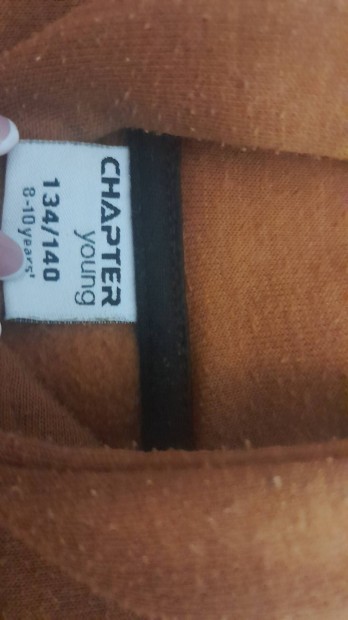 CHAPTER
young
134/140
8-10 years'